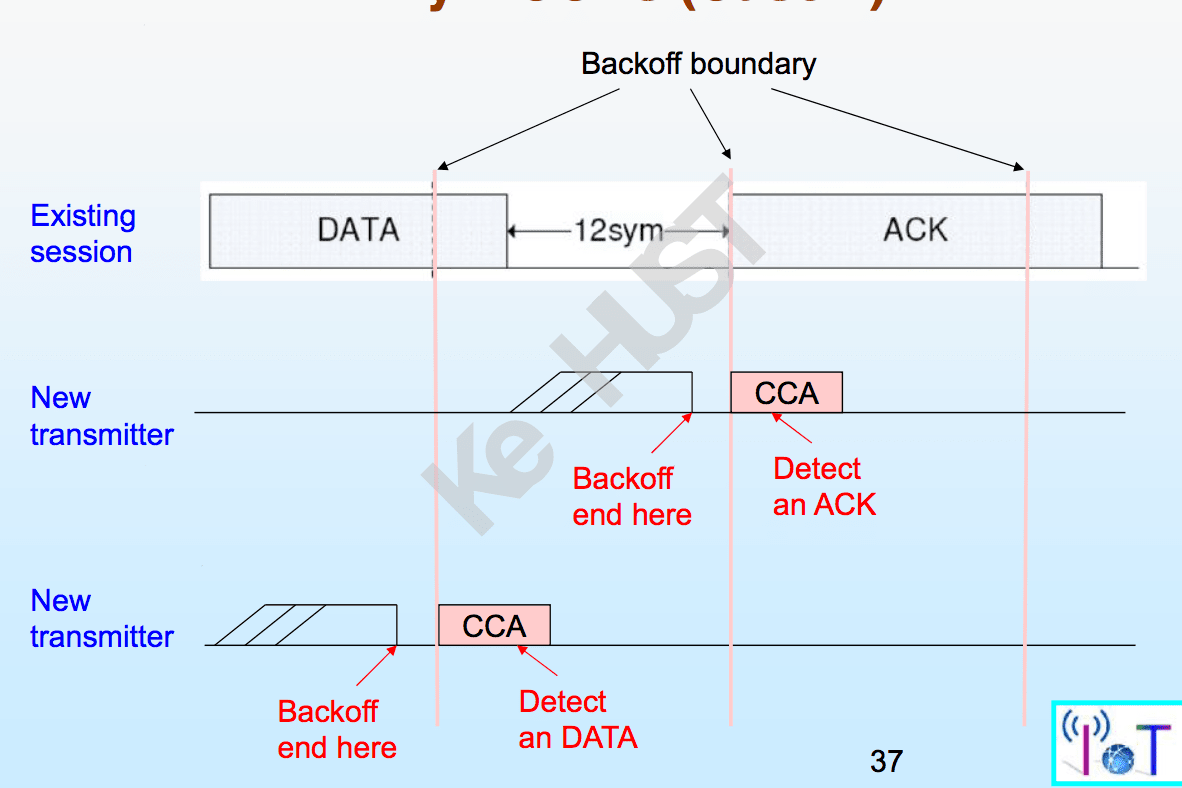 Backoff boundary
Existing
session
DATA
12sym
ACK
New
transmitter
CCA
Backoff
end here
Detect
an ACK
New
transmitter
CCA
Backoff
end here
Detect
an DATA
Ke HUST
37
IoT